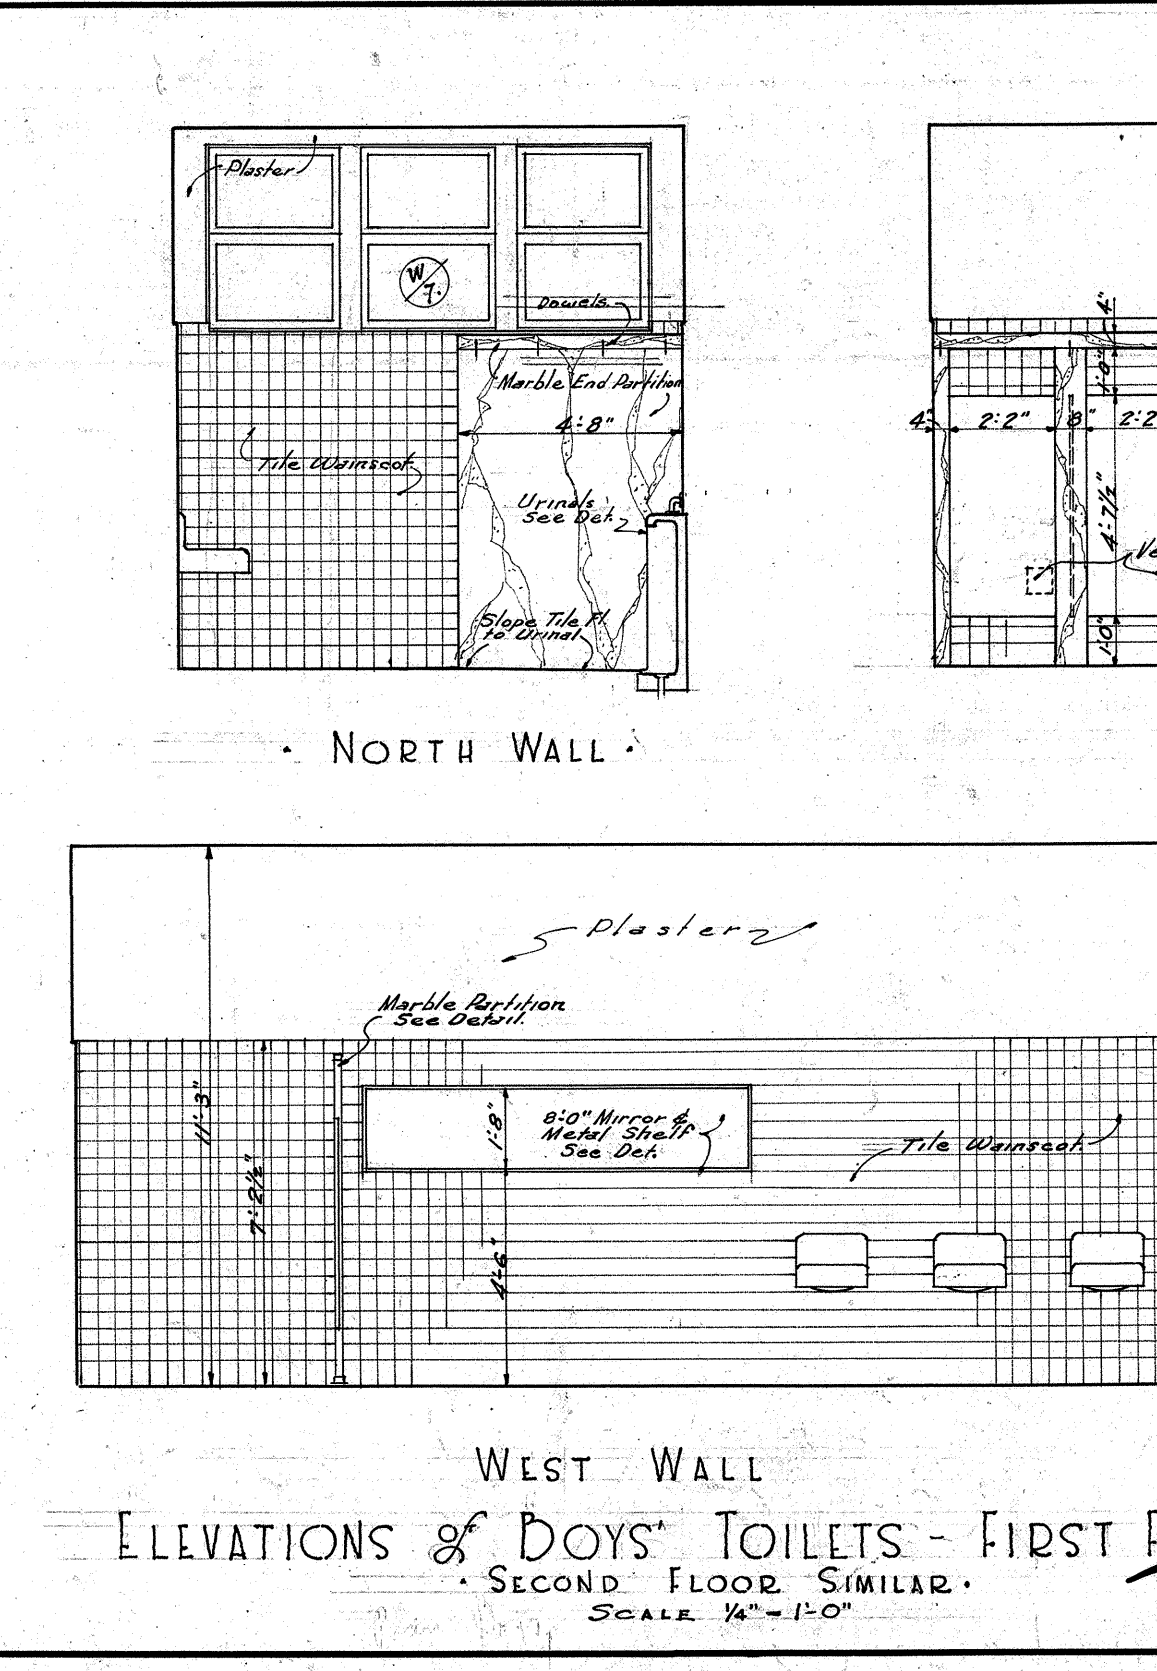 Plaster
W
7.
Dowels.
Marble End Partition
4'-8"
Tile Wainscot.
Urinals
See Det.
Slope Tile Fl.
to Urinal
· NORTH WALL ·
4"
1'-0"
4"
2'-2"
8"
2'-2
4'-7½"
Ve
1'-0"
Plaster
Marble Partition
See Detail.
11'-3"
7'-2½"
1'-8"
8'-0" Mirror &
Metal Shelf
See Det.
Tile Wainscot.
4'-6"
WEST WALL
ELEVATIONS of BOYS' TOILETS - FIRST
· SECOND FLOOR SIMILAR ·
SCALE ¼" = 1'-0"